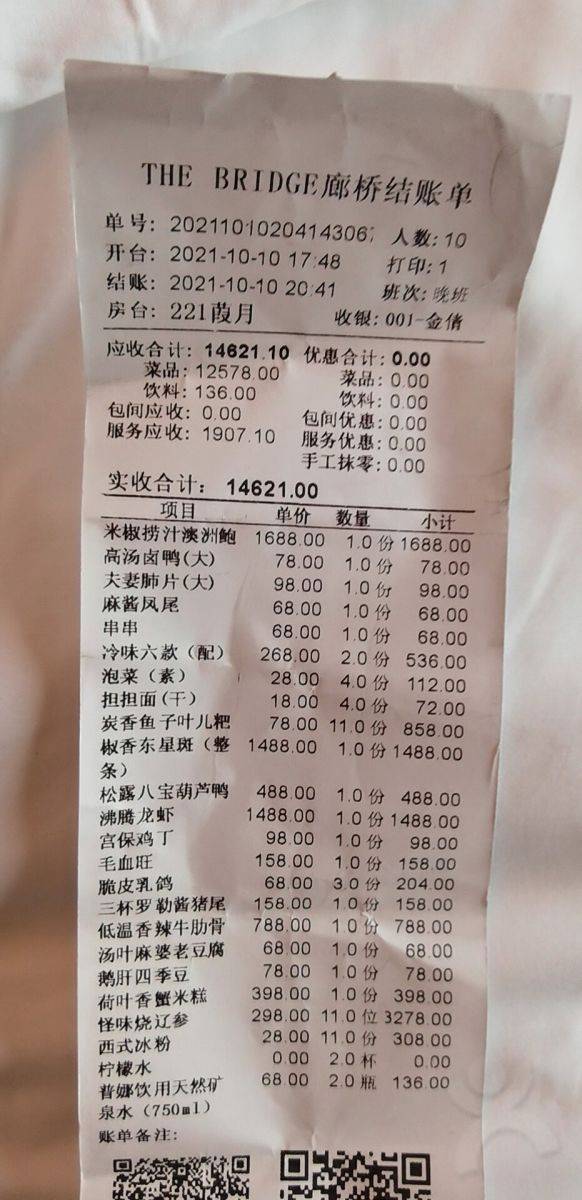 THE BRIDGE廊桥结账单
单号: 20211010204143067 人数: 10
开台: 2021-10-10 17:48 打印: 1
结账: 2021-10-10 20:41 班次: 晚班
房台: 221葭月 收银: 001-金倩
应收合计: 14621.10 优惠合计: 0.00
菜品: 12578.00 菜品: 0.00
饮料: 136.00 饮料: 0.00
包间应收: 0.00 包间优惠: 0.00
服务应收: 1907.10 服务优惠: 0.00
手工抹零: 0.00
实收合计: 14621.00
项目 单价 数量 小计
米椒捞汁澳洲鲍 1688.00 1.0 份 1688.00
高汤卤鸭(大) 78.00 1.0 份 78.00
夫妻肺片(大) 98.00 1.0 份 98.00
麻酱凤尾 68.00 1.0 份 68.00
串串 68.00 1.0 份 68.00
冷味六款（配） 268.00 2.0 份 536.00
泡菜（素） 28.00 4.0 份 112.00
担担面(干) 18.00 4.0 份 72.00
炭香鱼子叶儿粑 78.00 11.0 份 858.00
椒香东星斑（整 1488.00 1.0 份 1488.00
条）
松露八宝葫芦鸭 488.00 1.0 份 488.00
沸腾龙虾 1488.00 1.0 份 1488.00
宫保鸡丁 98.00 1.0 份 98.00
毛血旺 158.00 1.0 份 158.00
脆皮乳鸽 68.00 3.0 份 204.00
三杯罗勒酱猪尾 158.00 1.0 份 158.00
低温香辣牛肋骨 788.00 1.0 份 788.00
汤叶麻婆老豆腐 68.00 1.0 份 68.00
鹅肝四季豆 78.00 1.0 份 78.00
荷叶香蟹米糕 398.00 1.0 份 398.00
怪味烧辽参 298.00 11.0 位 3278.00
西式冰粉 28.00 11.0 份 308.00
柠檬水 0.00 2.0 杯 0.00
普娜饮用天然矿 68.00 2.0 瓶 136.00
泉水（750ml）
账单备注: